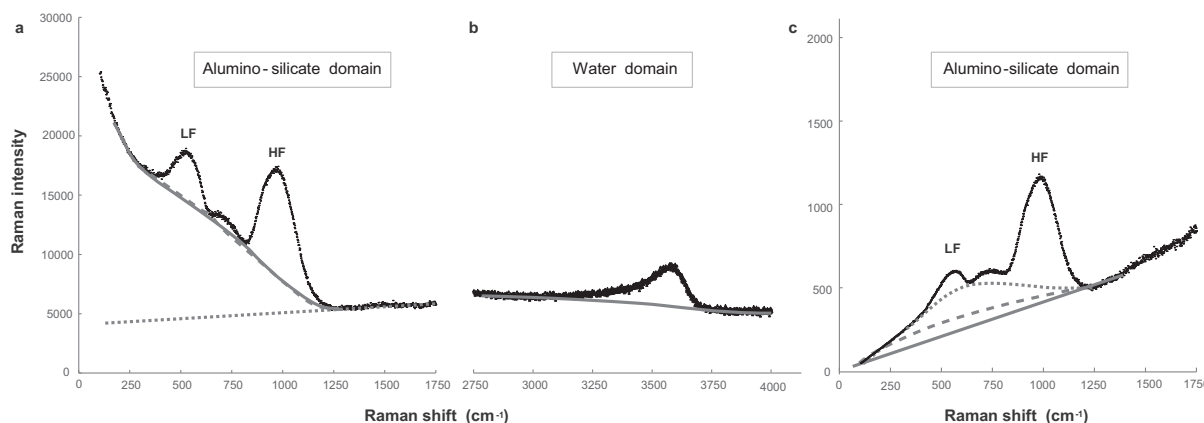 a
30000
25000
20000
15000
10000
5000
0
Raman intensity
Alumino-silicate domain
LF
HF
0 250 500 750 1000 1250 1500 1750
b
Water domain
2750 3000 3250 3500 3750 4000
c
2000
1500
1000
500
0
Alumino-silicate domain
LF
HF
0 250 500 750 1000 1250 1500 1750
Raman shift (cm-1)
Raman shift (cm-1)